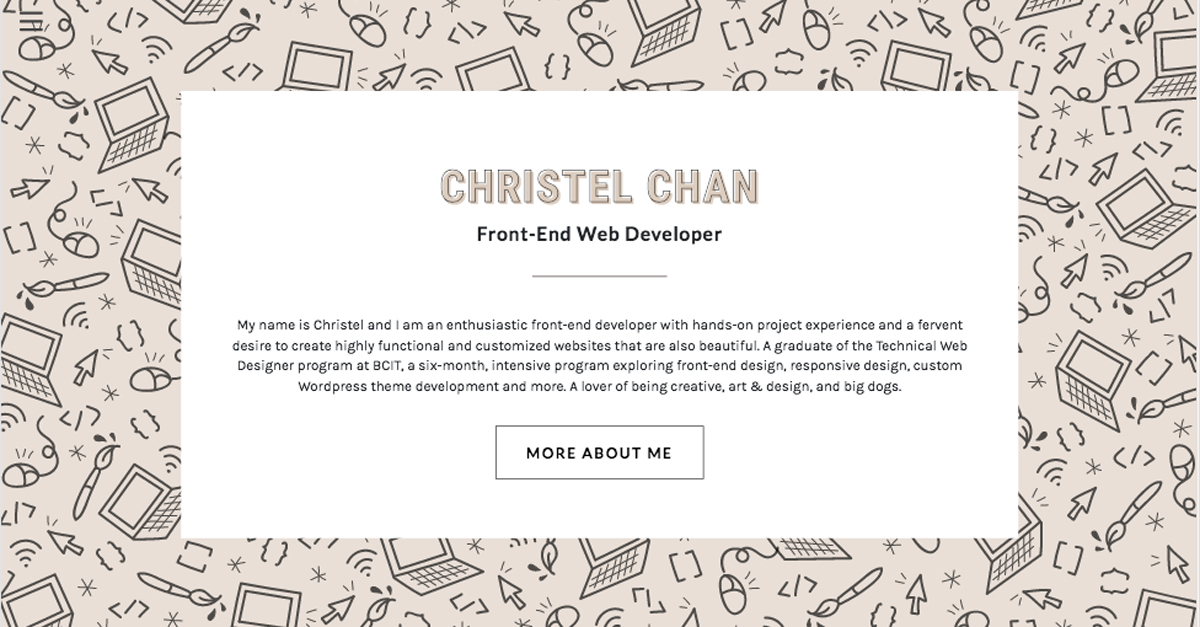 CHRISTEL CHAN
Front-End Web Developer
My name is Christel and I am an enthusiastic front-end developer with hands-on project experience and a fervent
desire to create highly functional and customized websites that are also beautiful. A graduate of the Technical Web
Designer program at BCIT, a six-month, intensive program exploring front-end design, responsive design, custom
Wordpress theme development and more. A lover of being creative, art & design, and big dogs.
MORE ABOUT ME